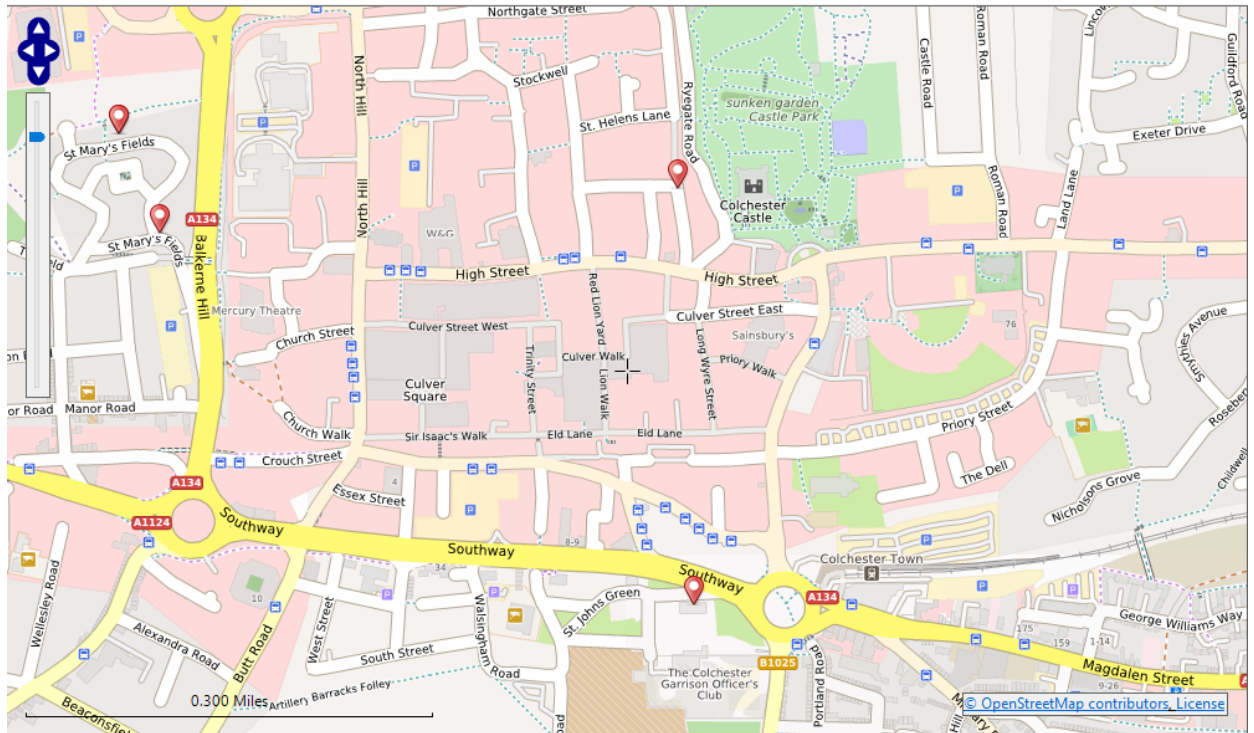 Northgate Street
Stockwell
St. Helens Lane
Ryegate Road
sunken garden
Castle Park
Castle Road
Roman Road
Guildford Road
Exeter Drive
North Hill
St Mary's Fields
Colchester
Castle
Roman Road
Land Lane
North Hill
A134
W&G
St Mary's Fields
Balkerne Hill
High Street
High Street
Mercury Theatre
Red Lion Yard
Culver Street East
Culver Street West
Church Street
Sainsbury's
76
Smythies Avenue
Trinity Street
Culver Walk
Lion Walk
Long Wyre Street
Priory Walk
Culver
Square
or Road
Manor Road
Church Walk
Sir Isaac's Walk
Eld Lane
Eld Lane
Priory Street
Crouch Street
The Dell
A134
4
Essex Street
Nicholsons Grove
A1124
Southway
Southway
8-9
Colchester Town
Southway
34
A134
10
Wellesley Road
Walsingham Road
St Johns Green
George Williams Way
175
159
1-14
Alexandra Road
Butt Road
West Street
South Street
B1025
Portland Road
The Colchester
Garrison Officer's
Club
Magdalen Street
9-26
0.300 Miles
Artillery Barracks Folley
© OpenStreetMap contributors, License